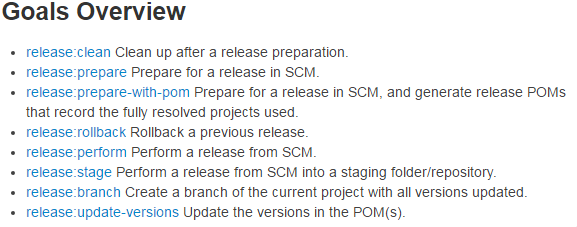 Goals Overview
release:clean Clean up after a release preparation.
release:prepare Prepare for a release in SCM.
release:prepare-with-pom Prepare for a release in SCM, and generate release POMs
that record the fully resolved projects used.
release:rollback Rollback a previous release.
release:perform Perform a release from SCM.
release:stage Perform a release from SCM into a staging folder/repository.
release:branch Create a branch of the current project with all versions updated.
release:update-versions Update the versions in the POM(s).